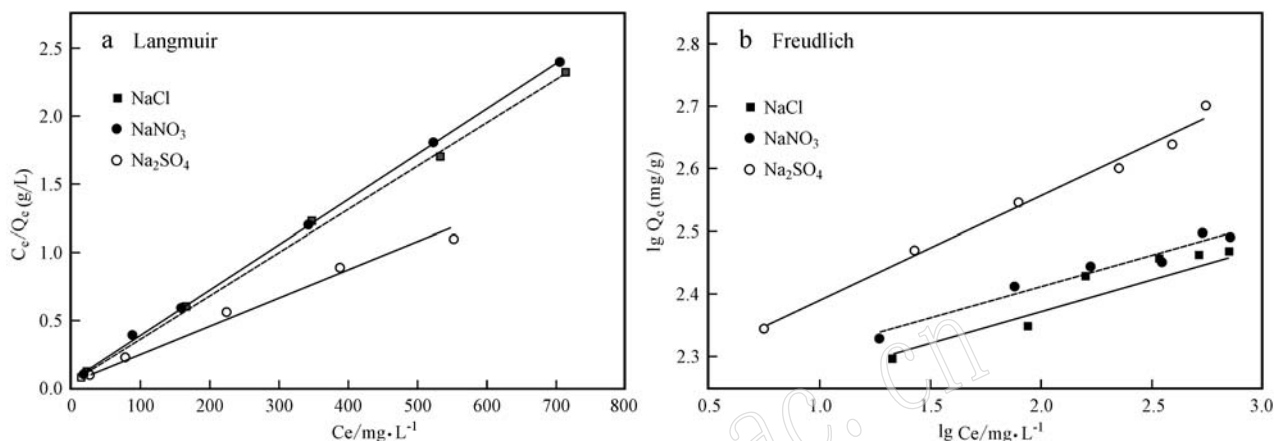 a Langmuir
NaCl
NaNO₃
Na₂SO₄
2.5
2.0
1.5
1.0
0.5
0.0
Cₑ/Qₑ(g/L)
0 100 200 300 400 500 600 700 800
Ce/mg·L⁻¹
b Freudlich
NaCl
NaNO₃
Na₂SO₄
2.8
2.7
2.6
2.5
2.4
2.3
lg Qₑ(mg/g)
0.5 1.0 1.5 2.0 2.5 3.0
lg Ce/mg·L⁻¹
ac.cn